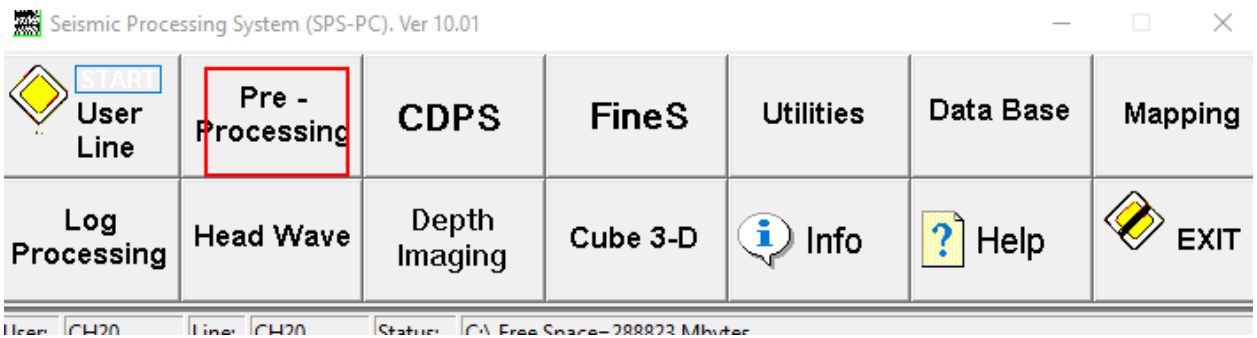 Seismic Processing System (SPS-PC). Ver 10.01
START
User
Line
Pre -
Processing
CDPS
FineS
Utilities
Data Base
Mapping
Log
Processing
Head Wave
Depth
Imaging
Cube 3-D
Info
Help
EXIT
User: CH20 Line: CH20 Status: C:\ Free Space=288823 Mbytes